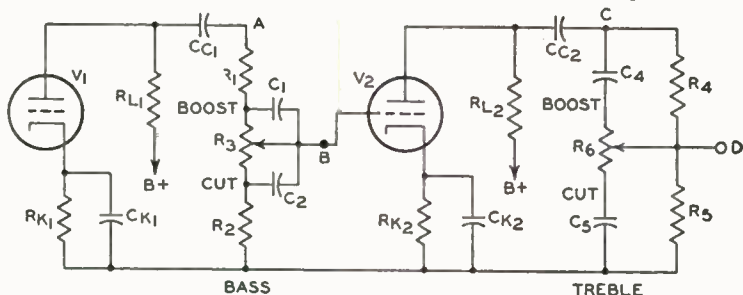 A
C
CC1
CC2
V1
R1
C1
V2
C4
R4
RL1
BOOST
RL2
BOOST
R3
B
R6
D
CUT
B+
C2
B+
CUT
RK1
CK1
R2
RK2
CK2
C5
R5
BASS
TREBLE